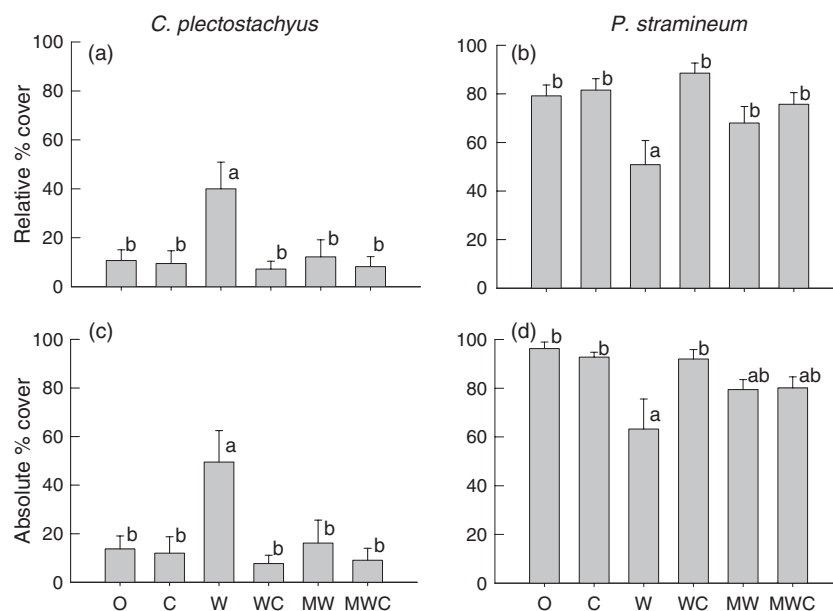 C. plectostachyus
P. stramineum
(a)
(b)
Relative % cover
100
80
60
40
20
0
b b a b b b
100
80
60
40
20
0
b b a b b b
(c)
(d)
Absolute % cover
100
80
60
40
20
0
b b a b b b
O C W WC MW MWC
100
80
60
40
20
0
b b a b ab ab
O C W WC MW MWC